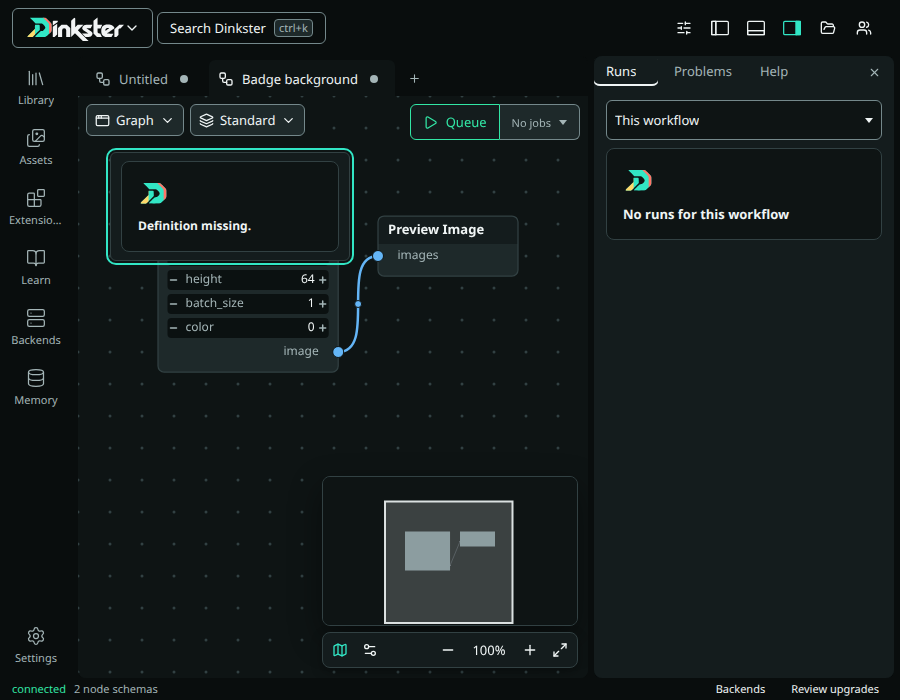 Dinkster
Search Dinkster ctrl+k
Untitled
Badge background
Runs
Problems
Help
Library
Assets
Extensio...
Learn
Backends
Memory
Settings
Graph
Standard
Queue
No jobs
This workflow
No runs for this workflow
Definition missing.
Preview Image
images
height 64
batch_size 1
color 0
image
100%
connected 2 node schemas
Backends Review upgrades